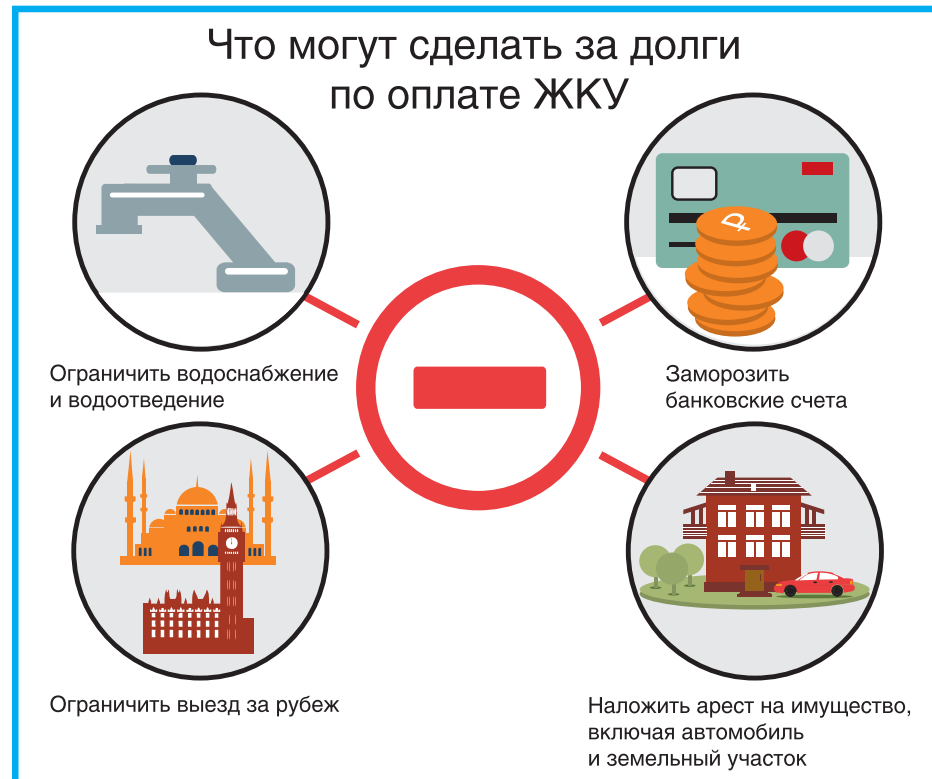 Что могут сделать за долги
по оплате ЖКУ
Ограничить водоснабжение
и водоотведение
Заморозить
банковские счета
Ограничить выезд за рубеж
Наложить арест на имущество,
включая автомобиль
и земельный участок